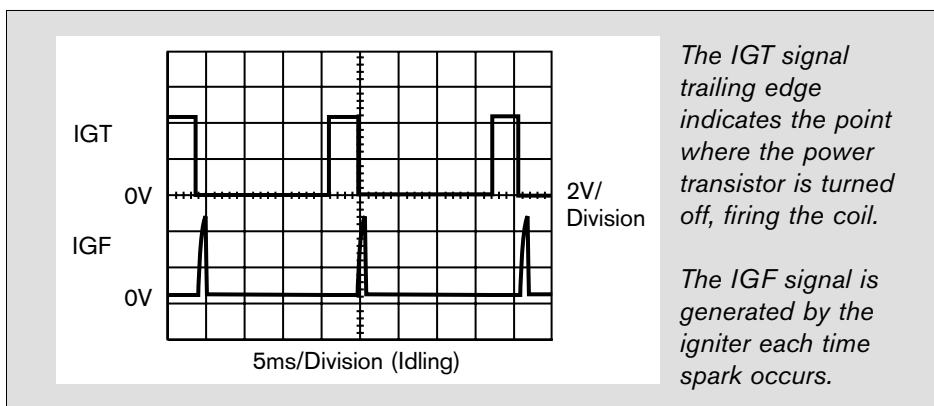 IGT
0V
IGF
0V
2V/
Division
5ms/Division (Idling)
The IGT signal
trailing edge
indicates the point
where the power
transistor is turned
off, firing the coil.
The IGF signal is
generated by the
igniter each time
spark occurs.